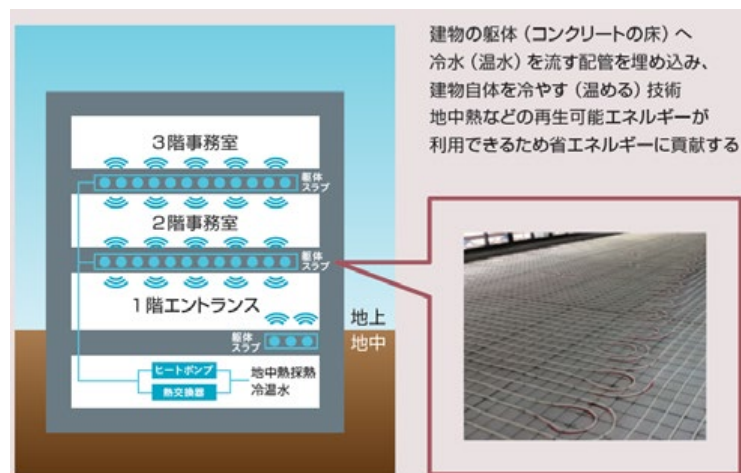 建物の躯体（コンクリートの床）へ
冷水（温水）を流す配管を埋め込み、
建物自体を冷やす（温める）技術
地中熱などの再生可能エネルギーが
利用できるため省エネルギーに貢献する
3階事務室
躯体
スラブ
2階事務室
躯体
スラブ
1階エントランス
地上
躯体
スラブ
地中
ヒートポンプ
熱交換器
地中熱採熱
冷温水